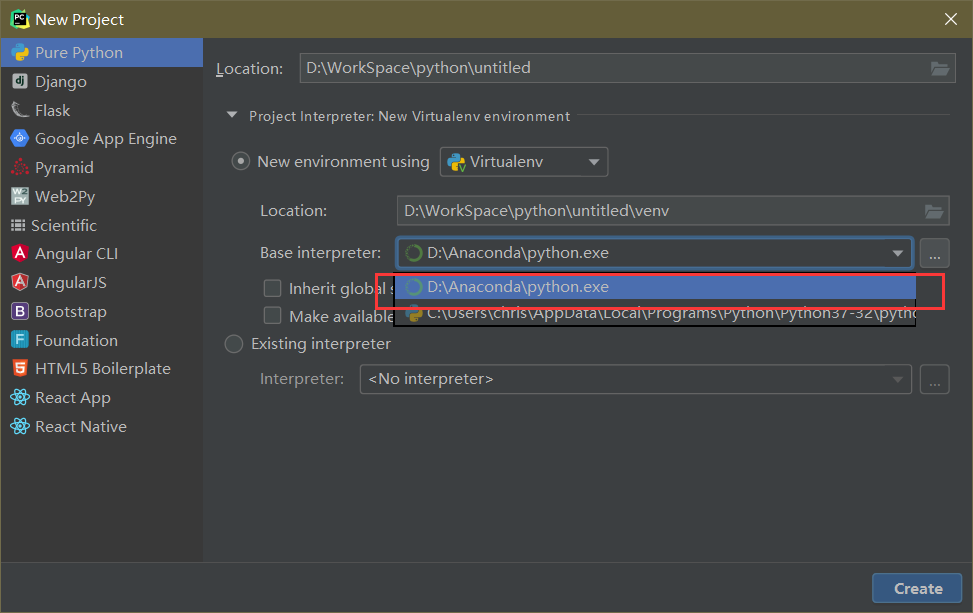 New Project
Pure Python
Django
Flask
Google App Engine
Pyramid
Web2Py
Scientific
Angular CLI
AngularJS
Bootstrap
Foundation
HTML5 Boilerplate
React App
React Native
Location: D:\WorkSpace\python\untitled
Project Interpreter: New Virtualenv environment
New environment using Virtualenv
Location: D:\WorkSpace\python\untitled\venv
Base interpreter: D:\Anaconda\python.exe ...
D:\Anaconda\python.exe
Inherit global
C:\Users\chris\AppData\Local\Programs\Python\Python37-32\pytho
Make available
Existing interpreter
Interpreter: <No interpreter> ...
Create